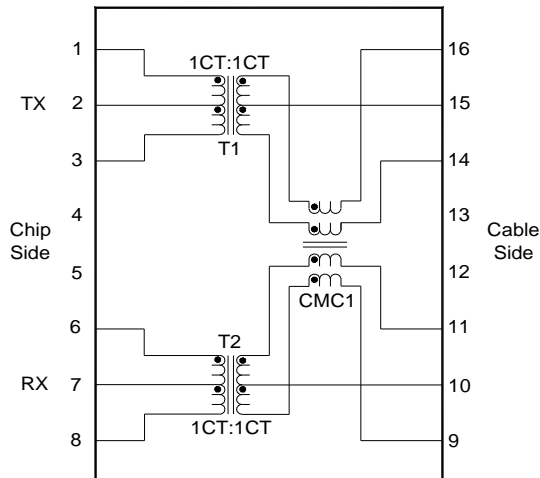 1
16
1CT:1CT
TX
2
15
T1
3
14
4
13
Chip
Side
Cable
Side
5
12
CMC1
6
11
T2
RX
7
10
1CT:1CT
8
9